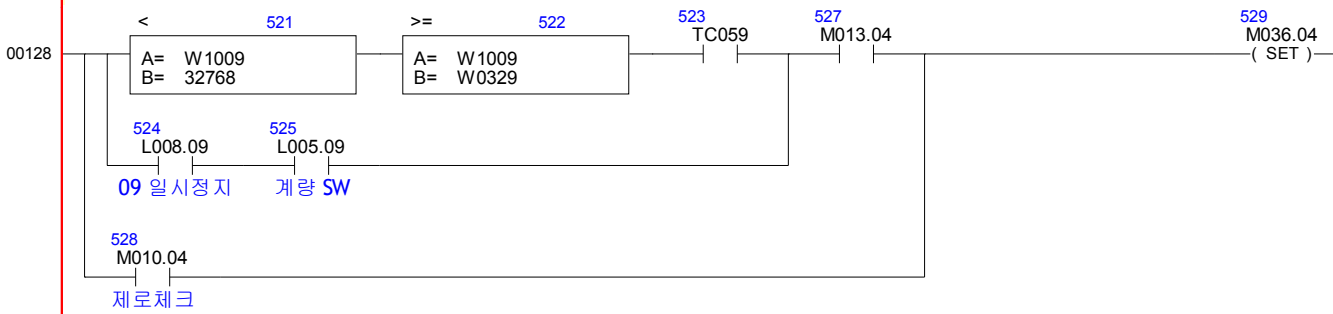 < 521 >= 522 523 527 529
TC059 M013.04 M036.04
00128 A= W1009 A= W1009 ( SET )
B= 32768 B= W0329
524 525
L008.09 L005.09
09 일시정지 계량 SW
528
M010.04
제로체크